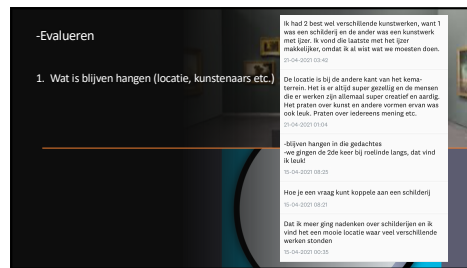 -Evalueren
1. Wat is blijven hangen (locatie, kunstenaars etc.)
Ik had 2 best wel verschillende kunstwerken, want 1
was een schilderij en de ander was een kunstwerk
met ijzer. Ik vond die laatste met het ijzer
makkelijker, omdat ik al wist wat we moesten doen.
21-04-2021 03:42
De locatie is bij de andere kant van het kema-
terrein. Het is er altijd super gezellig en de mensen
die er werken zijn allemaal super creatief en aardig.
Het praten over kunst en andere vormen ervan was
ook leuk. Praten over iedereens mening etc.
21-04-2021 01:04
-blijven hangen in die gedachtes
-we gingen de 2de keer bij roelinde langs, dat vind
ik leuk!
15-04-2021 09:25
Hoe je een vraag kunt koppele aan een schilderij
15-04-2021 03:21
Dat ik meer ging nadenken over schilderijen en ik
vind het een mooie locatie waar veel verschillende
werken stonden
15-04-2021 00:35